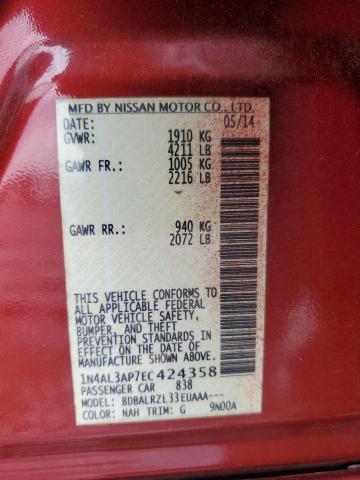 MFD BY NISSAN MOTOR CO., LTD.
DATE: 05/14
GVWR: 1910 KG
4211 LB
GAWR FR.: 1005 KG
2216 LB
GAWR RR.: 940 KG
2072 LB
THIS VEHICLE CONFORMS TO
ALL APPLICABLE FEDERAL
MOTOR VEHICLE SAFETY,
BUMPER, AND THEFT
PREVENTION STANDARDS
IN EFFECT ON THE DATE OF
MANUFACTURE SHOWN ABOVE.
1N4AL3AP7EC424358
PASSENGER CAR 838
MODEL: BDBALRZL33EUAAA---
COLOR: NAH TRIM: G 9N00A